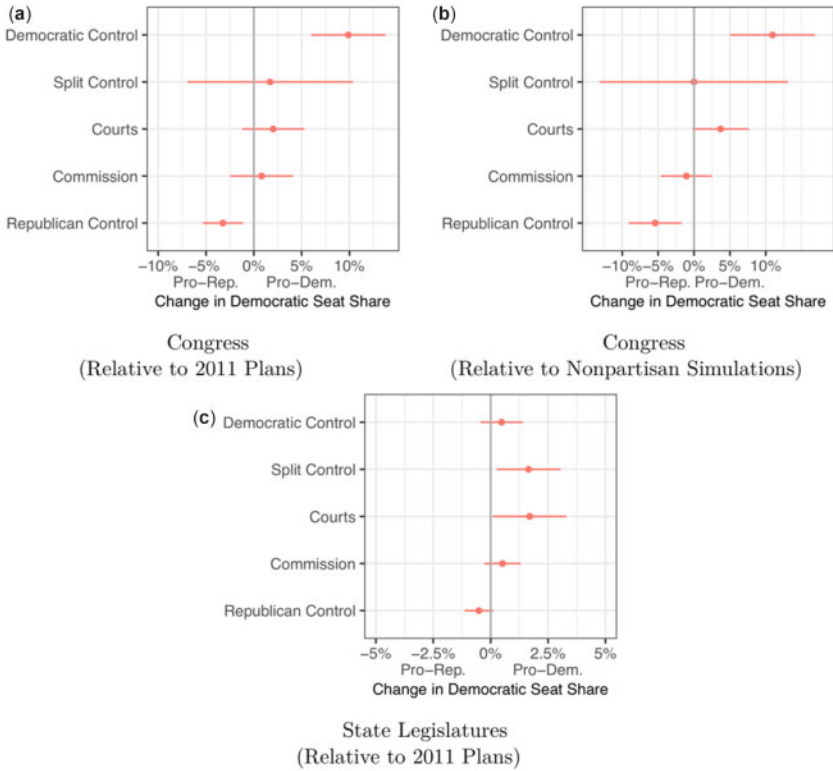 (a)
Democratic Control
Split Control
Courts
Commission
Republican Control
−10% −5% 0% 5% 10%
Pro−Rep. Pro−Dem.
Change in Democratic Seat Share
Congress
(Relative to 2011 Plans)
(b)
Democratic Control
Split Control
Courts
Commission
Republican Control
−10% −5% 0% 5% 10%
Pro−Rep. Pro−Dem.
Change in Democratic Seat Share
Congress
(Relative to Nonpartisan Simulations)
(c)
Democratic Control
Split Control
Courts
Commission
Republican Control
−5% −2.5% 0% 2.5% 5%
Pro−Rep. Pro−Dem.
Change in Democratic Seat Share
State Legislatures
(Relative to 2011 Plans)